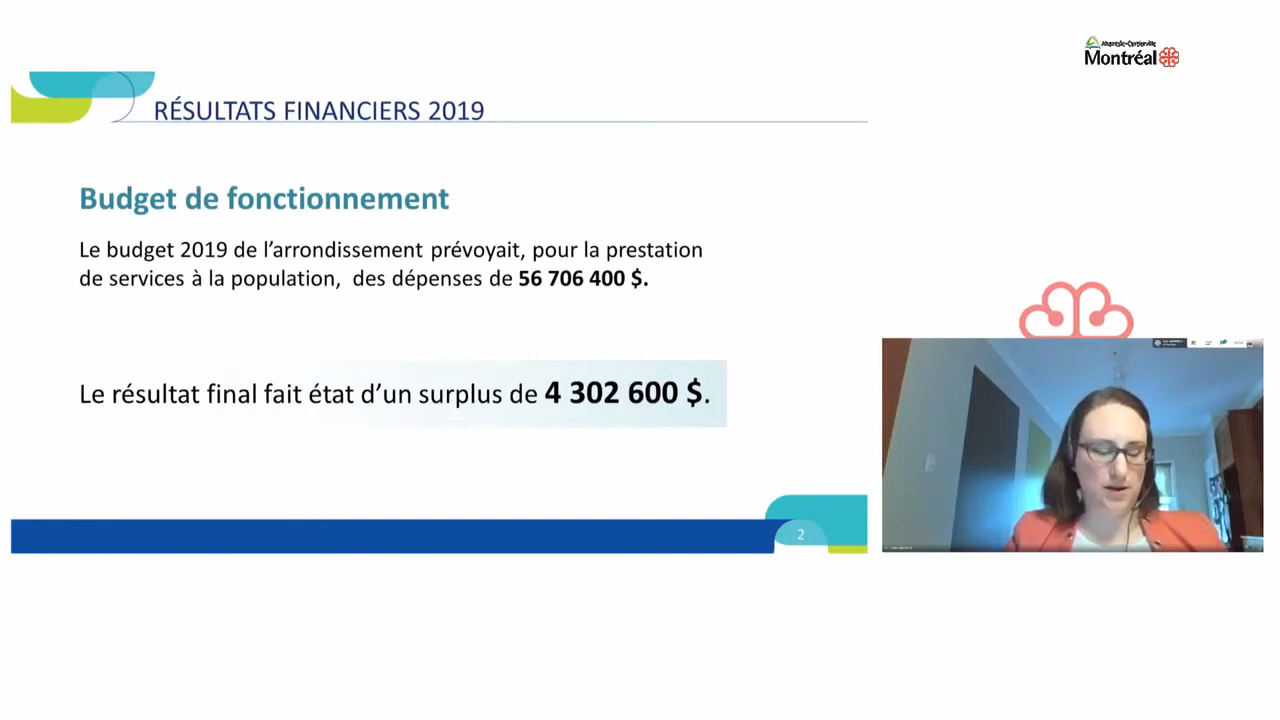 Ahuntsic-Cartierville
Montréal
RÉSULTATS FINANCIERS 2019
Budget de fonctionnement
Le budget 2019 de l’arrondissement prévoyait, pour la prestation
de services à la population,  des dépenses de 56 706 400 $.
Le résultat final fait état d’un surplus de 4 302 600 $.
2